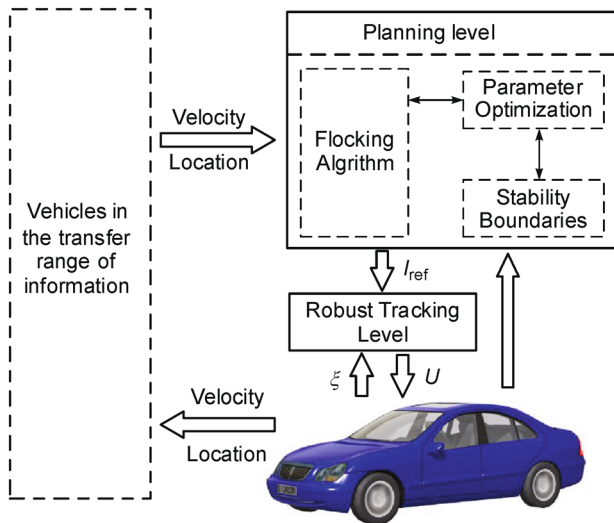 Planning level
Velocity
Location
Flocking
Algrithm
Parameter
Optimization
Stability
Boundaries
Vehicles in
the transfer
range of
information
I ref
Robust Tracking
Level
ξ
U
Velocity
Location